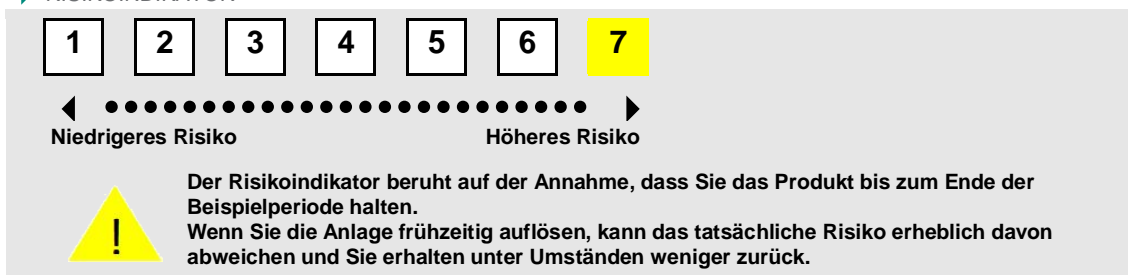 RISIKOINDIKATOR
1 2 3 4 5 6 7
Niedrigeres Risiko Höheres Risiko
Der Risikoindikator beruht auf der Annahme, dass Sie das Produkt bis zum Ende der
Beispielperiode halten.
Wenn Sie die Anlage frühzeitig auflösen, kann das tatsächliche Risiko erheblich davon
abweichen und Sie erhalten unter Umständen weniger zurück.
!